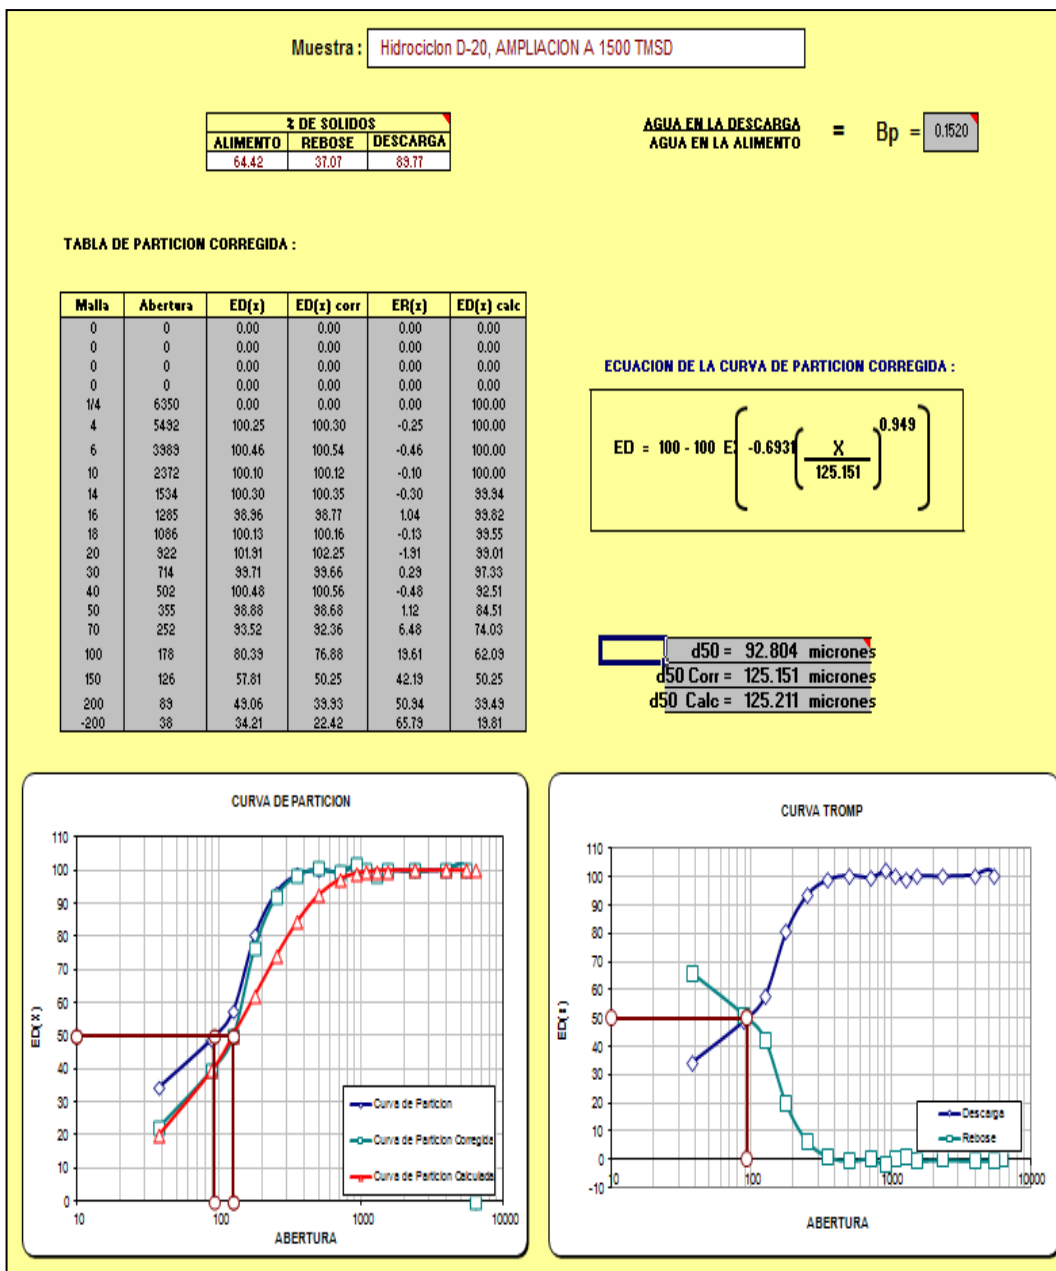 Muestra : Hidrociclon D-20, AMPLIACION A 1500 TMSD
% DE SOLIDOS
ALIMENTO REBOSE DESCARGA
64.42 37.07 89.77
AGUA EN LA DESCARGA
AGUA EN LA ALIMENTO
= Bp = 0.1520
TABLA DE PARTICION CORREGIDA :
Malla Abertura ED(x) ED(x) corr ER(x) ED(x) calc
0 0 0.00 0.00 0.00 0.00
0 0 0.00 0.00 0.00 0.00
0 0 0.00 0.00 0.00 0.00
0 0 0.00 0.00 0.00 0.00
1/4 6350 0.00 0.00 0.00 100.00
4 5492 100.25 100.30 -0.25 100.00
6 3989 100.46 100.54 -0.46 100.00
10 2372 100.10 100.12 -0.10 100.00
14 1534 100.30 100.35 -0.30 99.94
16 1285 98.96 98.77 1.04 99.82
18 1086 100.13 100.16 -0.13 99.55
20 922 101.91 102.25 -1.91 99.01
30 714 99.71 99.66 0.29 97.33
40 502 100.48 100.56 -0.48 92.51
50 355 98.88 98.68 1.12 84.51
70 252 93.52 92.36 6.48 74.03
100 178 80.39 76.88 19.61 62.09
150 126 57.81 50.25 42.19 50.25
200 89 49.06 39.93 50.94 39.49
-200 38 34.21 22.42 65.79 19.81
ECUACION DE LA CURVA DE PARTICION CORREGIDA :
0.949
ED = 100 - 100 E -0.6931 X
125.151
d50 = 92.804 micrones
d50 Corr = 125.151 micrones
d50 Calc = 125.211 micrones
CURVA DE PARTICION
110
100
90
80
70
60
50
40
30
20
10
0
ED(X)
10 100 1000 10000
ABERTURA
Curva de Particion
Curva de Particion Corregida
Curva de Particion Calculada
CURVA TROMP
110
100
90
80
70
60
50
40
30
20
10
0
-10
ED(x)
10 100 1000 10000
ABERTURA
Descarga
Rebose